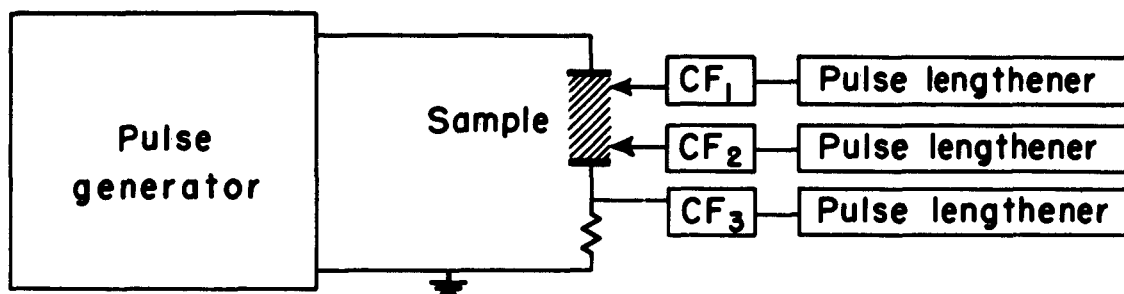 Pulse
generator
Sample
CF1
Pulse lengthener
CF2
Pulse lengthener
CF3
Pulse lengthener